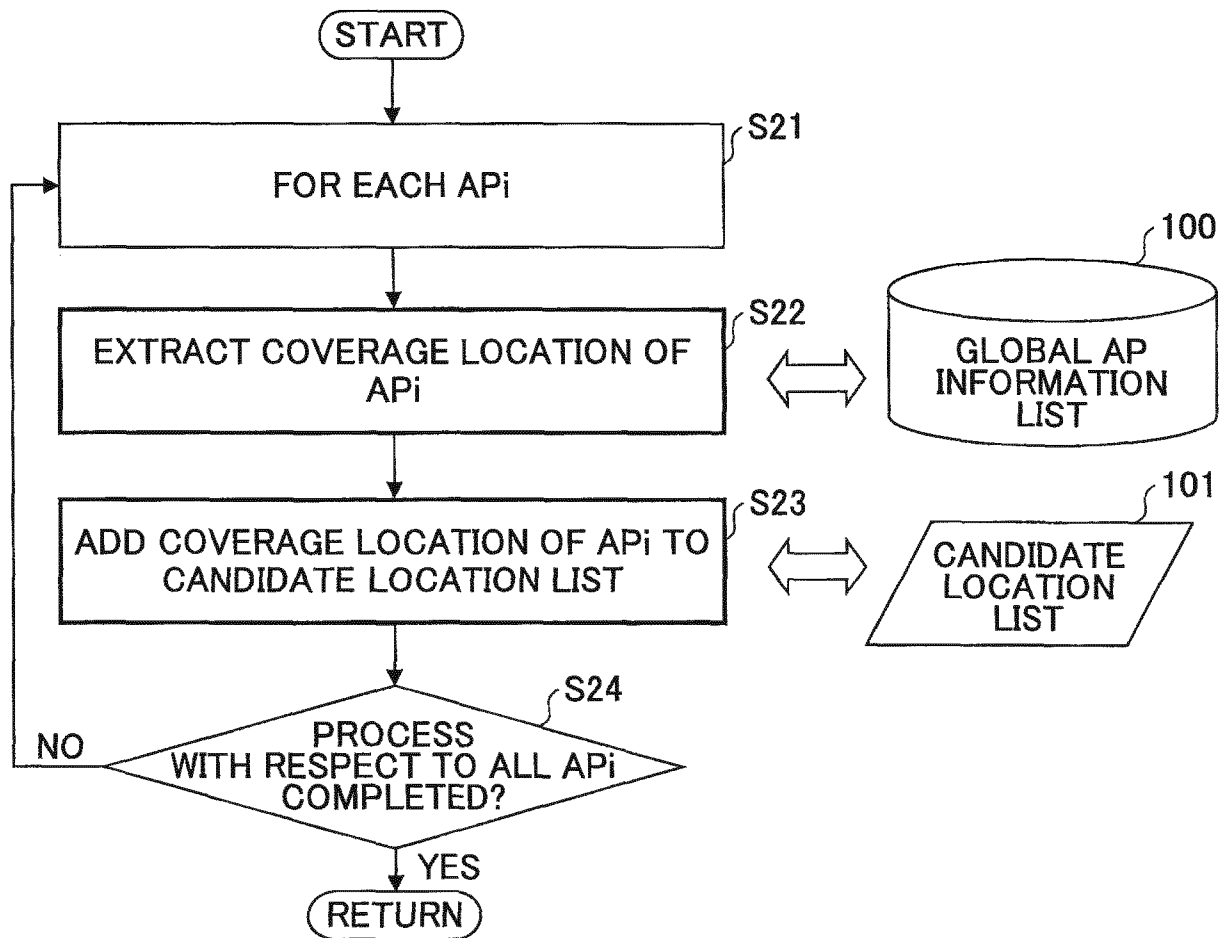 START
S21
FOR EACH APi
100
S22
EXTRACT COVERAGE LOCATION OF
APi
GLOBAL AP
INFORMATION
LIST
101
S23
ADD COVERAGE LOCATION OF APi TO
CANDIDATE LOCATION LIST
CANDIDATE
LOCATION
LIST
S24
PROCESS
WITH RESPECT TO ALL APi
COMPLETED?
NO
YES
RETURN